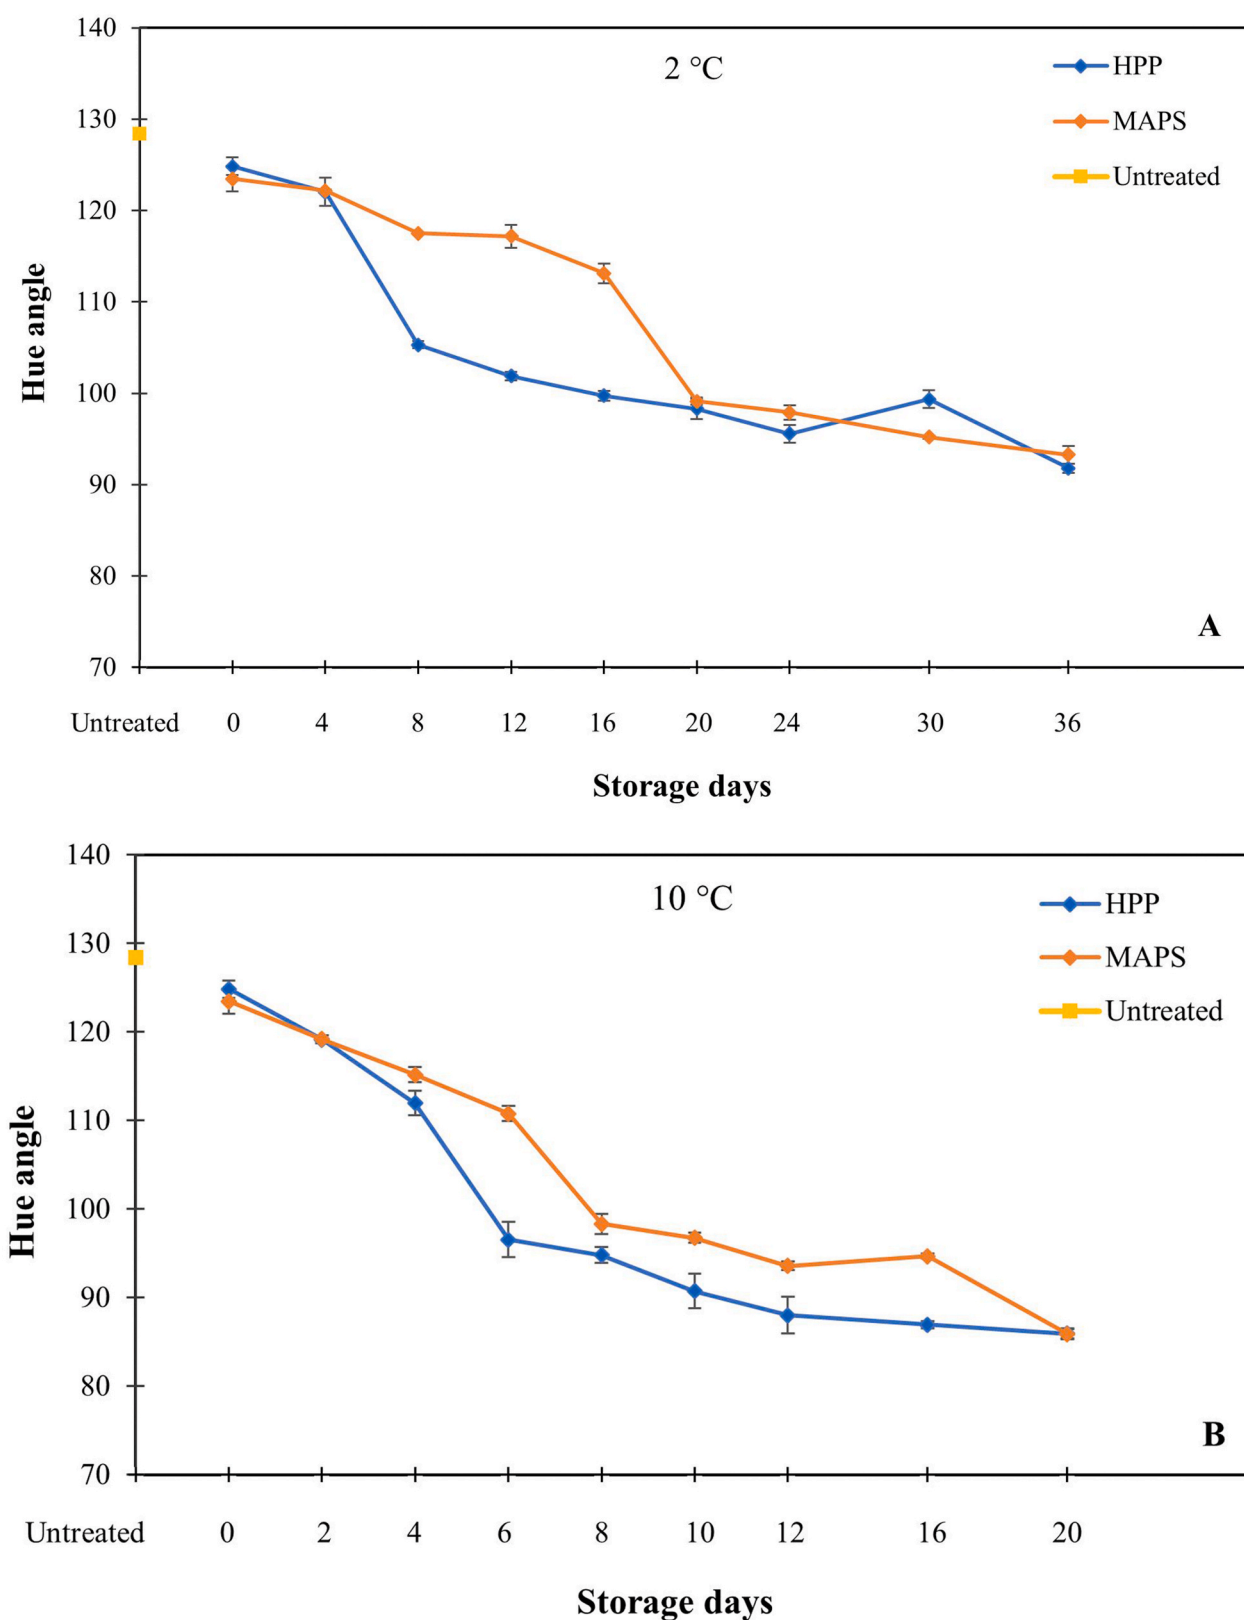 140
2 °C
HPP
130
MAPS
Untreated
120
110
Hue angle
100
90
80
A
70
Untreated 0 4 8 12 16 20 24 30 36
Storage days
140
10 °C
HPP
130
MAPS
Untreated
120
110
Hue angle
100
90
80
B
70
Untreated 0 2 4 6 8 10 12 16 20
Storage days